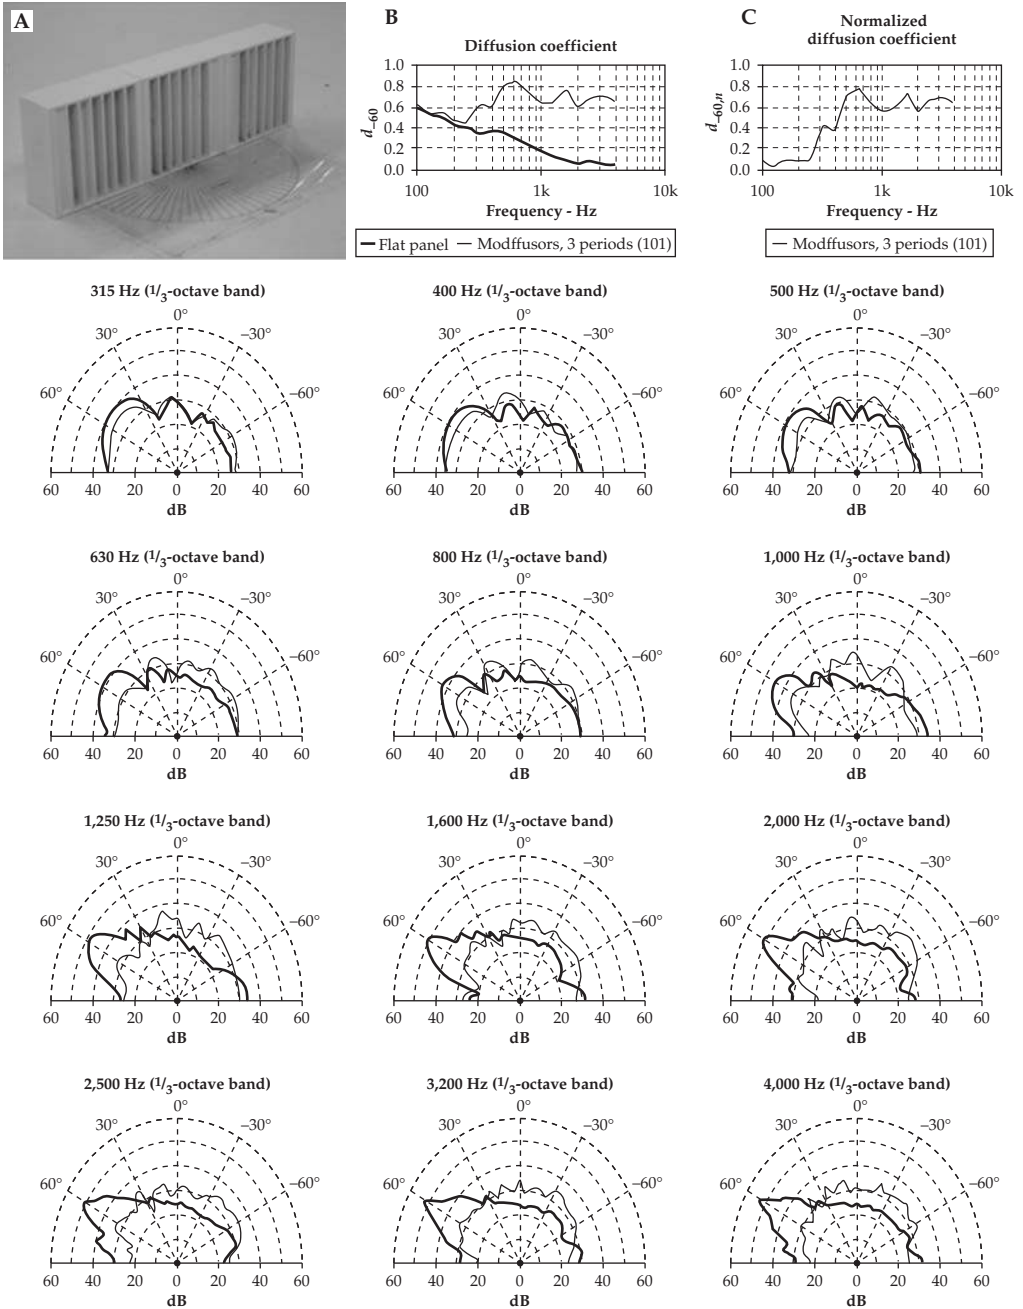 A
B
Diffusion coefficient
1.0
0.8
0.6
0.4
0.2
0.0
d–60
100 1k 10k
Frequency - Hz
Flat panel Modffusors, 3 periods (101)
C
Normalized
diffusion coefficient
1.0
0.8
0.6
0.4
0.2
0.0
d–60,n
100 1k 10k
Frequency - Hz
Modffusors, 3 periods (101)
315 Hz (1/3-octave band)
0°
30° –30°
60° –60°
60 40 20 0 20 40 60
dB
400 Hz (1/3-octave band)
0°
30° –30°
60° –60°
60 40 20 0 20 40 60
dB
500 Hz (1/3-octave band)
0°
30° –30°
60° –60°
60 40 20 0 20 40 60
dB
630 Hz (1/3-octave band)
0°
30° –30°
60° –60°
60 40 20 0 20 40 60
dB
800 Hz (1/3-octave band)
0°
30° –30°
60° –60°
60 40 20 0 20 40 60
dB
1,000 Hz (1/3-octave band)
0°
30° –30°
60° –60°
60 40 20 0 20 40 60
dB
1,250 Hz (1/3-octave band)
0°
30° –30°
60° –60°
60 40 20 0 20 40 60
dB
1,600 Hz (1/3-octave band)
0°
30° –30°
60° –60°
60 40 20 0 20 40 60
dB
2,000 Hz (1/3-octave band)
0°
30° –30°
60° –60°
60 40 20 0 20 40 60
dB
2,500 Hz (1/3-octave band)
0°
30° –30°
60° –60°
60 40 20 0 20 40 60
dB
3,200 Hz (1/3-octave band)
0°
30° –30°
60° –60°
60 40 20 0 20 40 60
dB
4,000 Hz (1/3-octave band)
0°
30° –30°
60° –60°
60 40 20 0 20 40 60
dB